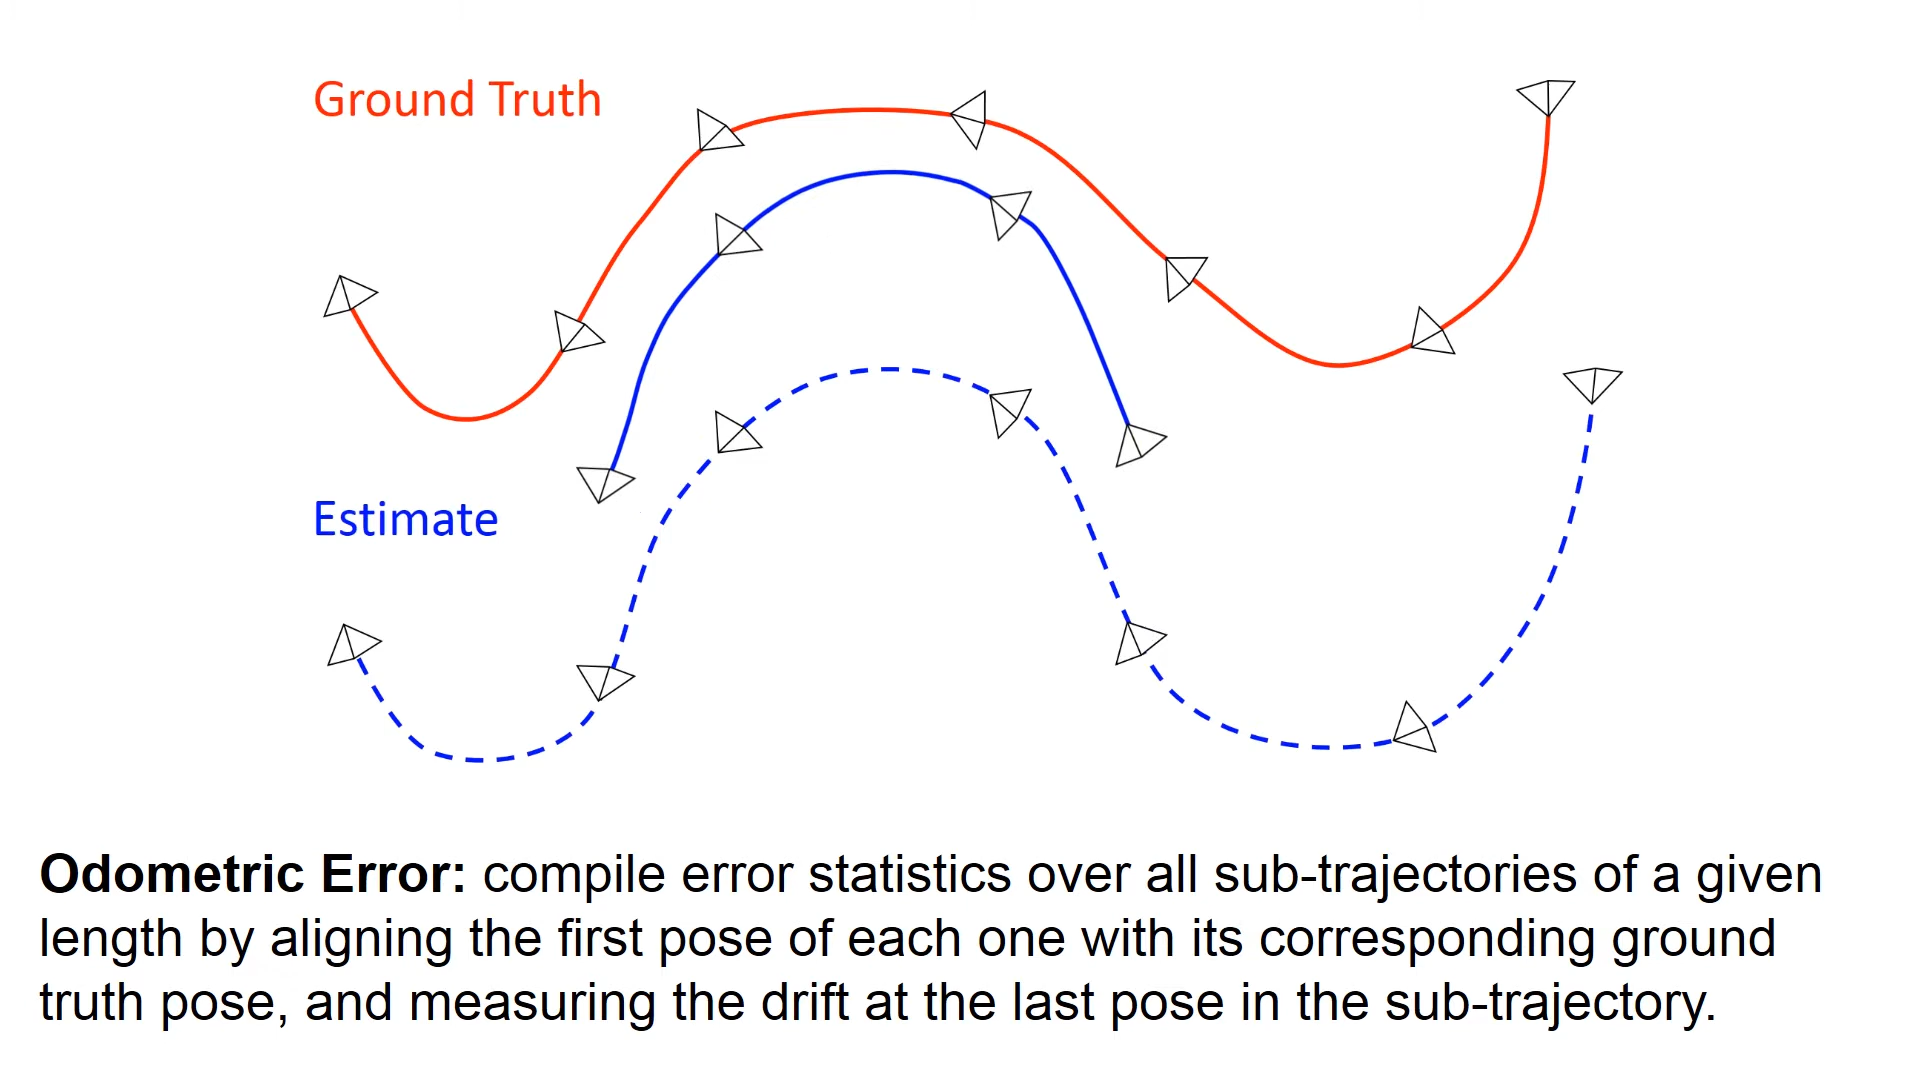 Ground Truth
Estimate
Odometric Error: compile error statistics over all sub-trajectories of a given
length by aligning the first pose of each one with its corresponding ground
truth pose, and measuring the drift at the last pose in the sub-trajectory.